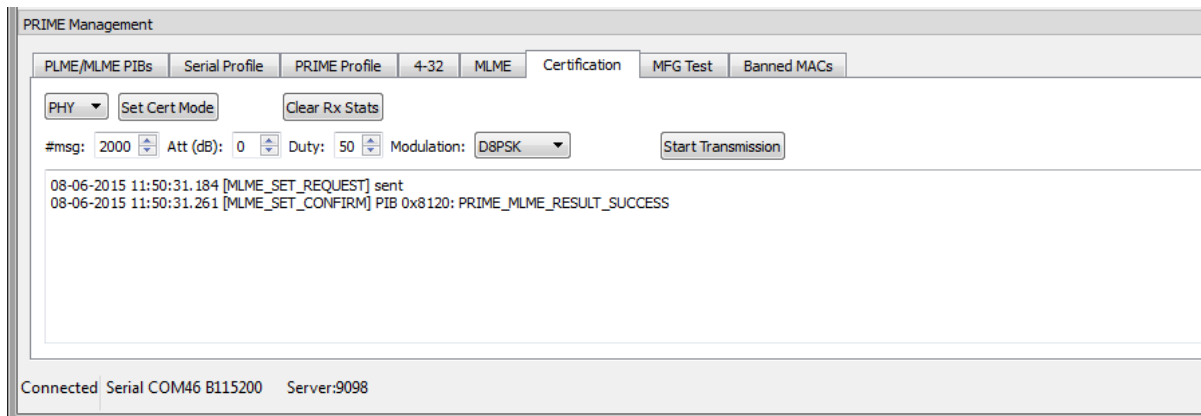 PRIME Management
PLME/MLME PIBs Serial Profile PRIME Profile 4-32 MLME Certification MFG Test Banned MACs
PHY Set Cert Mode Clear Rx Stats
#msg: 2000 Att (dB): 0 Duty: 50 Modulation: D8PSK Start Transmission
08-06-2015 11:50:31.184 [MLME_SET_REQUEST] sent
08-06-2015 11:50:31.261 [MLME_SET_CONFIRM] PIB 0x8120: PRIME_MLME_RESULT_SUCCESS
Connected Serial COM46 B115200 Server:9098